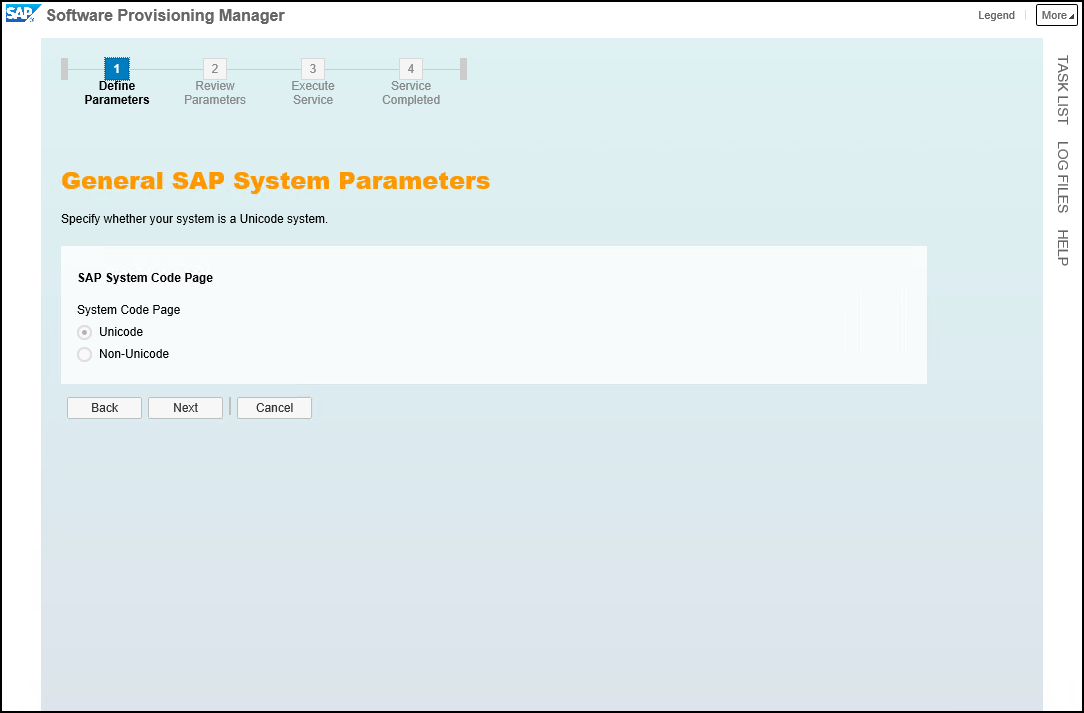 SAP Software Provisioning Manager
Legend
More
1
2
3
4
Define
Parameters
Review
Parameters
Execute
Service
Service
Completed
TASK LIST
LOG FILES
HELP
General SAP System Parameters
Specify whether your system is a Unicode system.
SAP System Code Page
System Code Page
Unicode
Non-Unicode
Back
Next
Cancel